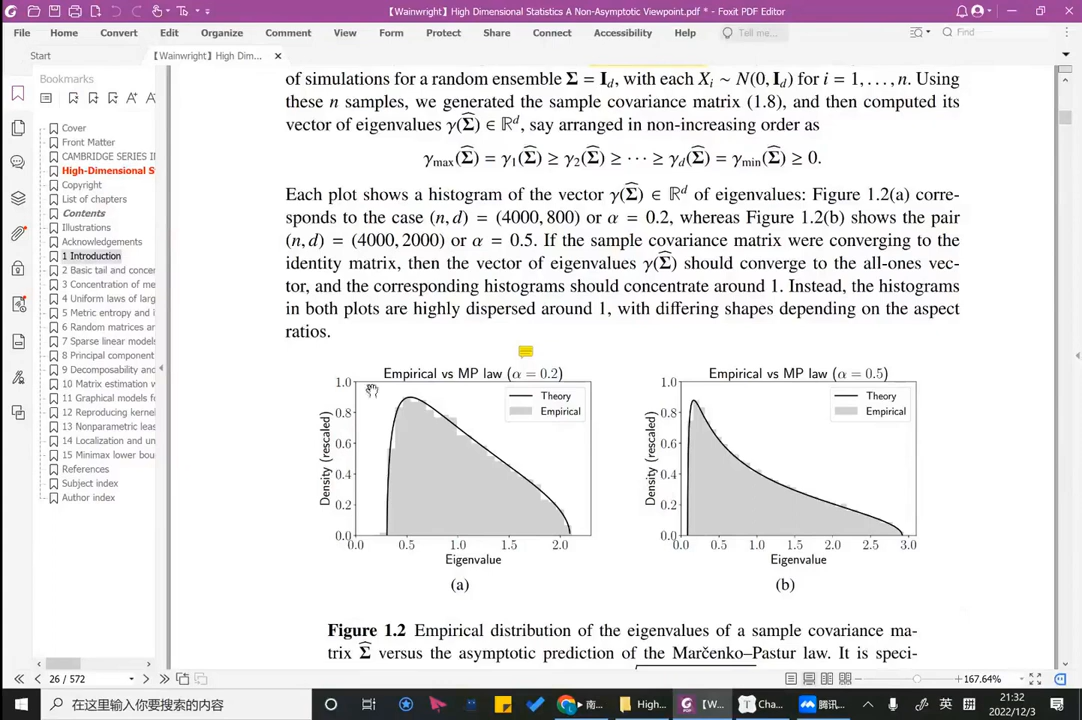 [Wainwright] High Dimensional Statistics A Non-Asymptotic Viewpoint.pdf * - Foxit PDF Editor
File Home Convert Edit Organize Comment View Form Protect Share Connect Accessibility Help Tell me... Find
Start
[Wainwright] High Dim...
Bookmarks
Cover
Front Matter
CAMBRIDGE SERIES I
High-Dimensional S
Copyright
List of chapters
Contents
Illustrations
Acknowledgements
1 Introduction
2 Basic tail and concer
3 Concentration of me
4 Uniform laws of larg
5 Metric entropy and i
6 Random matrices ar
7 Sparse linear models
8 Principal component
9 Decomposability and
10 Matrix estimation w
11 Graphical models fo
12 Reproducing kernel
13 Nonparametric leas
14 Localization and un
15 Minimax lower bou
References
Subject index
Author index
of simulations for a random ensemble Σ = I_d, with each X_i ∼ N(0, I_d) for i = 1, . . . , n. Using
these n samples, we generated the sample covariance matrix (1.8), and then computed its
vector of eigenvalues γ(Σ̂) ∈ ℝ^d, say arranged in non-increasing order as
γ_max(Σ̂) = γ_1(Σ̂) ≥ γ_2(Σ̂) ≥ ··· ≥ γ_d(Σ̂) = γ_min(Σ̂) ≥ 0.
Each plot shows a histogram of the vector γ(Σ̂) ∈ ℝ^d of eigenvalues: Figure 1.2(a) corre-
sponds to the case (n, d) = (4000, 800) or α = 0.2, whereas Figure 1.2(b) shows the pair
(n, d) = (4000, 2000) or α = 0.5. If the sample covariance matrix were converging to the
identity matrix, then the vector of eigenvalues γ(Σ̂) should converge to the all-ones vec-
tor, and the corresponding histograms should concentrate around 1. Instead, the histograms
in both plots are highly dispersed around 1, with differing shapes depending on the aspect
ratios.
Empirical vs MP law (α = 0.2)
1.0
0.8
0.6
0.4
0.2
0.0
Density (rescaled)
Theory
Empirical
0.0 0.5 1.0 1.5 2.0
Eigenvalue
(a)
Empirical vs MP law (α = 0.5)
1.0
0.8
0.6
0.4
0.2
0.0
Density (rescaled)
Theory
Empirical
0.0 0.5 1.0 1.5 2.0 2.5 3.0
Eigenvalue
(b)
Figure 1.2 Empirical distribution of the eigenvalues of a sample covariance ma-
trix Σ̂ versus the asymptotic prediction of the Marčenko–Pastur law. It is speci-
26 / 572
167.64%
在这里输入你要搜索的内容
南...
High...
[W...
Cha...
腾讯...
英
21:32
2022/12/3